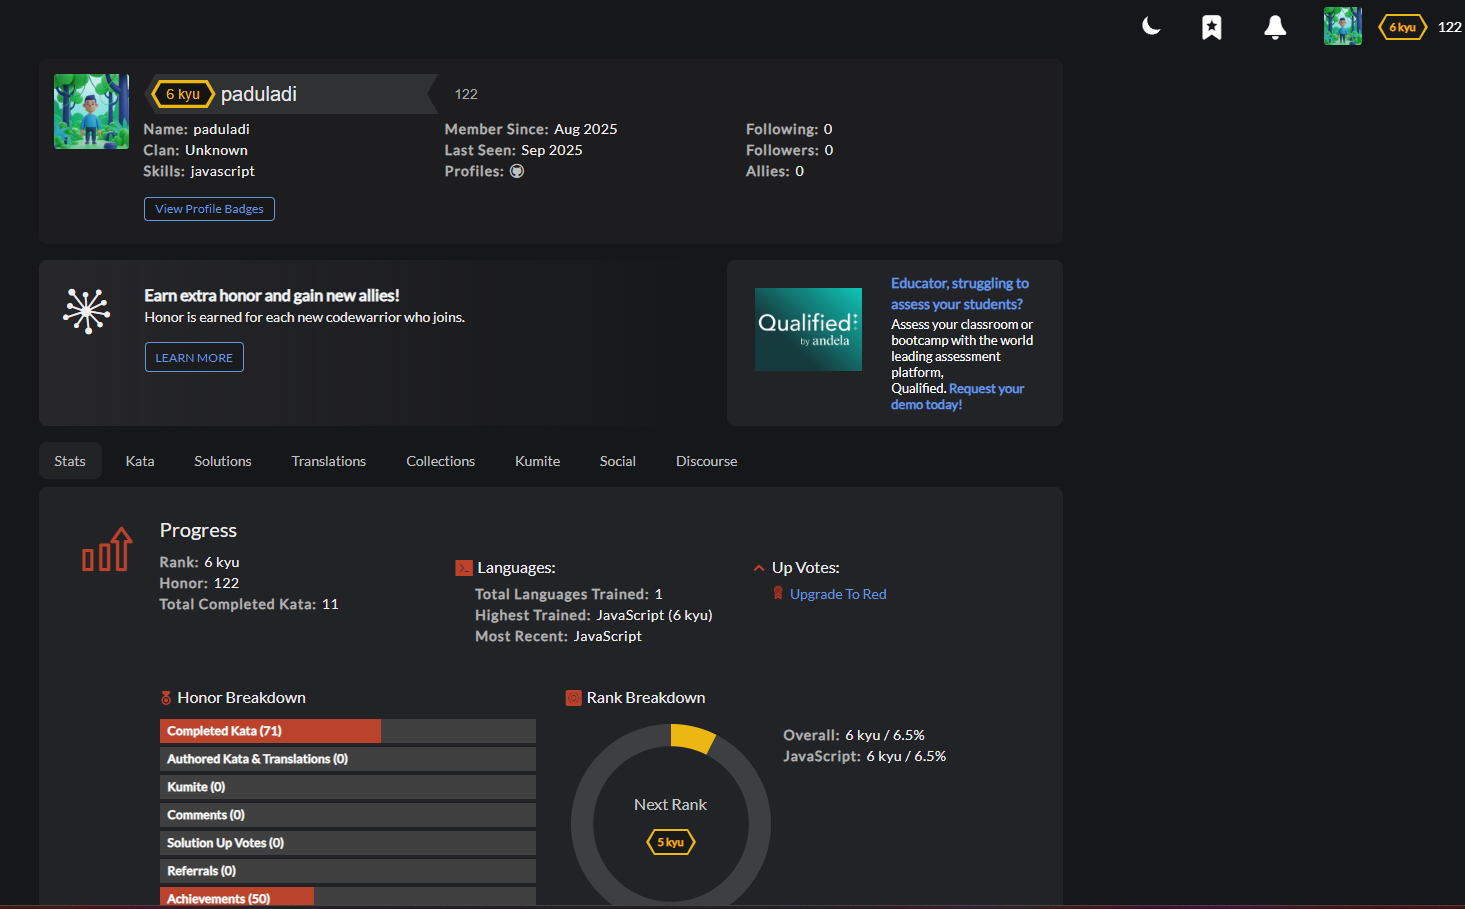 6 kyu 122
6 kyu paduladi 122
Name: paduladi Member Since: Aug 2025 Following: 0
Clan: Unknown Last Seen: Sep 2025 Followers: 0
Skills: javascript Profiles: Allies: 0
View Profile Badges
Earn extra honor and gain new allies!
Honor is earned for each new codewarrior who joins.
LEARN MORE
Qualified
by andela
Educator, struggling to
assess your students?
Assess your classroom or
bootcamp with the world
leading assessment
platform,
Qualified. Request your
demo today!
Stats Kata Solutions Translations Collections Kumite Social Discourse
Progress
Rank: 6 kyu
Honor: 122
Total Completed Kata: 11
Languages:
Total Languages Trained: 1
Highest Trained: JavaScript (6 kyu)
Most Recent: JavaScript
Up Votes:
Upgrade To Red
Honor Breakdown
Completed Kata (71)
Authored Kata & Translations (0)
Kumite (0)
Comments (0)
Solution Up Votes (0)
Referrals (0)
Achievements (50)
Rank Breakdown
Next Rank
5 kyu
Overall: 6 kyu / 6.5%
JavaScript: 6 kyu / 6.5%